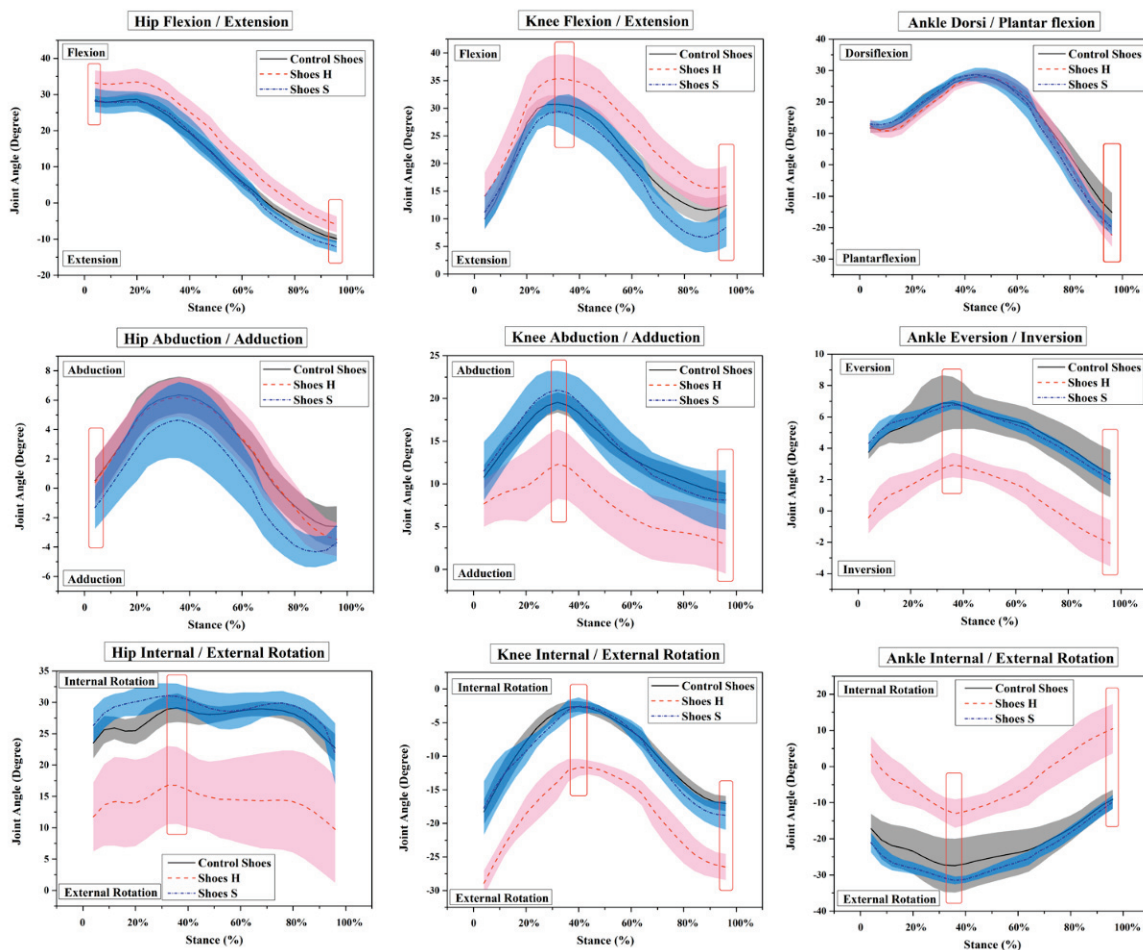 Hip Flexion / Extension
Flexion
Control Shoes
Shoes H
Shoes S
Joint Angle (Degree)
40
30
20
10
0
-10
-20
Extension
0 20% 40% 60% 80% 100%
Stance (%)
Knee Flexion / Extension
Flexion
Control Shoes
Shoes H
Shoes S
Joint Angle (Degree)
40
35
30
25
20
15
10
5
0
Extension
0 20% 40% 60% 80% 100%
Stance (%)
Ankle Dorsi / Plantar flexion
Dorsiflexion
Control Shoes
Shoes H
Shoes S
Joint Angle (Degree)
40
30
20
10
0
-10
-20
-30
Plantarflexion
0 20% 40% 60% 80% 100%
Stance (%)
Hip Abduction / Adduction
Abduction
Control Shoes
Shoes H
Shoes S
Joint Angle (Degree)
8
6
4
2
0
-2
-4
-6
Adduction
0 20% 40% 60% 80% 100%
Stance (%)
Knee Abduction / Adduction
Abduction
Control Shoes
Shoes H
Shoes S
Joint Angle (Degree)
25
20
15
10
5
0
Adduction
0 20% 40% 60% 80% 100%
Stance (%)
Ankle Eversion / Inversion
Eversion
Control Shoes
Shoes H
Shoes S
Joint Angle (Degree)
10
8
6
4
2
0
-2
-4
Inversion
0 20% 40% 60% 80% 100%
Stance (%)
Hip Internal / External Rotation
Internal Rotation
Joint Angle (Degree)
35
30
25
20
15
10
5
0
Control Shoes
Shoes H
Shoes S
External Rotation
0 20% 40% 60% 80% 100%
Stance (%)
Knee Internal / External Rotation
Internal Rotation
Control Shoes
Shoes H
Shoes S
Joint Angle (Degree)
0
-5
-10
-15
-20
-25
-30
External Rotation
0 20% 40% 60% 80% 100%
Stance (%)
Ankle Internal / External Rotation
Internal Rotation
Control Shoes
Shoes H
Shoes S
Joint Angle (Degree)
20
10
0
-10
-20
-30
-40
External Rotation
0 20% 40% 60% 80% 100%
Stance (%)